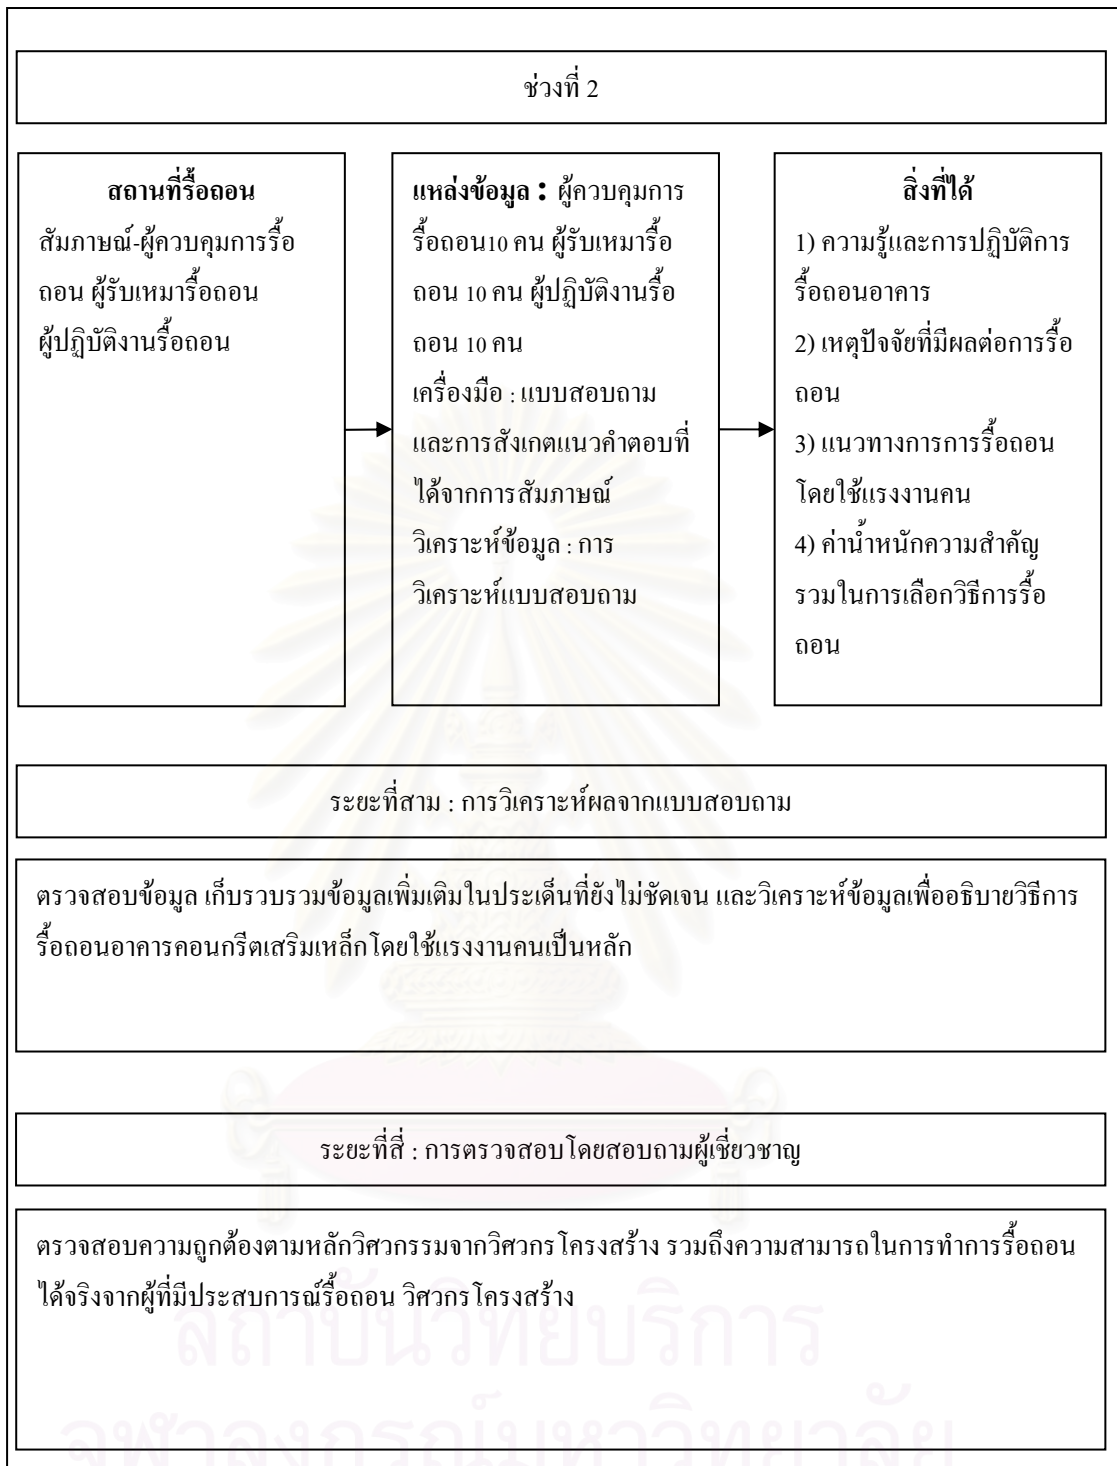 ช่วงที่ 2
สถานที่รื้อถอน
สัมภาษณ์-ผู้ควบคุมการรื้อ
ถอน ผู้รับเหมารื้อถอน
ผู้ปฏิบัติงานรื้อถอน
แหล่งข้อมูล : ผู้ควบคุมการ
รื้อถอน10 คน ผู้รับเหมารื้อ
ถอน 10 คน ผู้ปฏิบัติงานรื้อ
ถอน 10 คน
เครื่องมือ : แบบสอบถาม
และการสังเกตแนวคำตอบที่
ได้จากการสัมภาษณ์
วิเคราะห์ข้อมูล : การ
วิเคราะห์แบบสอบถาม
สิ่งที่ได้
1) ความรู้และการปฏิบัติการ
รื้อถอนอาคาร
2) เหตุปัจจัยที่มีผลต่อการรื้อ
ถอน
3) แนวทางการการรื้อถอน
โดยใช้แรงงานคน
4) ค่าน้ำหนักความสำคัญ
รวมในการเลือกวิธีการรื้อ
ถอน
ระยะที่สาม : การวิเคราะห์ผลจากแบบสอบถาม
ตรวจสอบข้อมูล เก็บรวบรวมข้อมูลเพิ่มเติมในประเด็นที่ยังไม่ชัดเจน และวิเคราะห์ข้อมูลเพื่ออธิบายวิธีการ
รื้อถอนอาคารคอนกรีตเสริมเหล็กโดยใช้แรงงานคนเป็นหลัก
ระยะที่สี่ : การตรวจสอบโดยสอบถามผู้เชี่ยวชาญ
ตรวจสอบความถูกต้องตามหลักวิศวกรรมจากวิศวกรโครงสร้าง รวมถึงความสามารถในการทำการรื้อถอน
ได้จริงจากผู้ที่มีประสบการณ์รื้อถอน วิศวกรโครงสร้าง
สถาบันวิทยบริการ
จุฬาลงกรณ์มหาวิทยาลัย